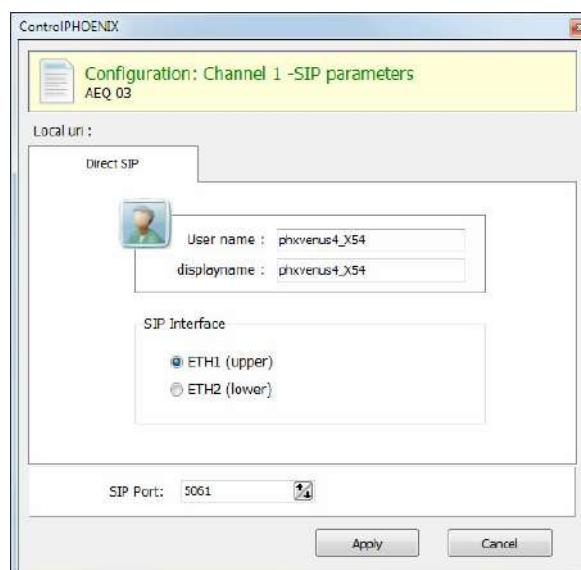 ControlPHOENIX
Configuration: Channel 1 -SIP parameters
AEQ 03
Local uri :
Direct SIP
User name : phxvenus4_X54
displayname : phxvenus4_X54
SIP Interface
ETH1 (upper)
ETH2 (lower)
SIP Port: 5061
Apply Cancel